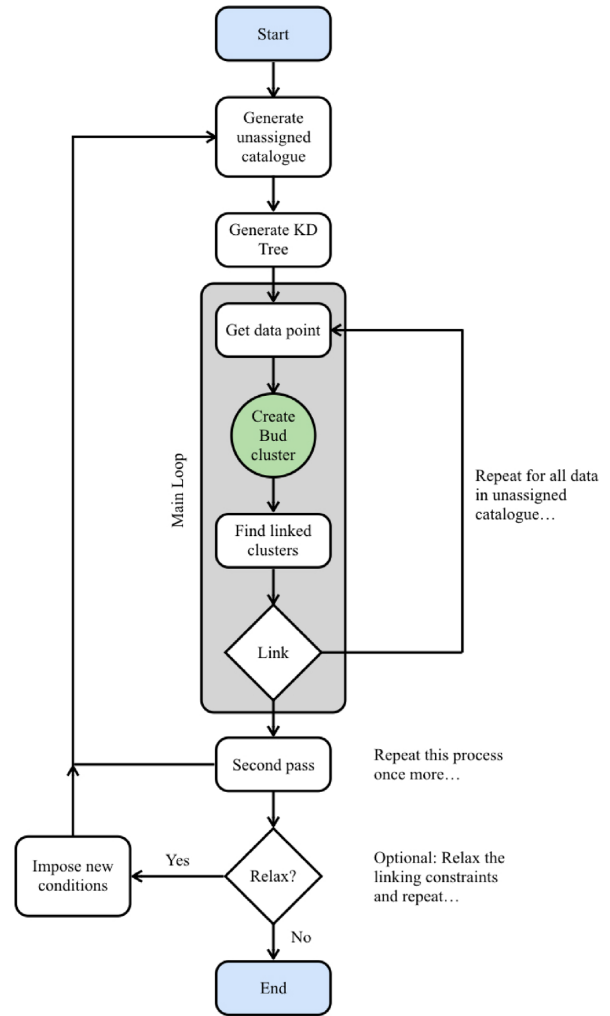 Start
Generate
unassigned
catalogue
Generate KD
Tree
Get data point
Create
Bud
cluster
Main Loop
Repeat for all data
in unassigned
catalogue…
Find linked
clusters
Link
Second pass
Repeat this process
once more…
Impose new
conditions
Yes
Relax?
Optional: Relax the
linking constraints
and repeat…
No
End